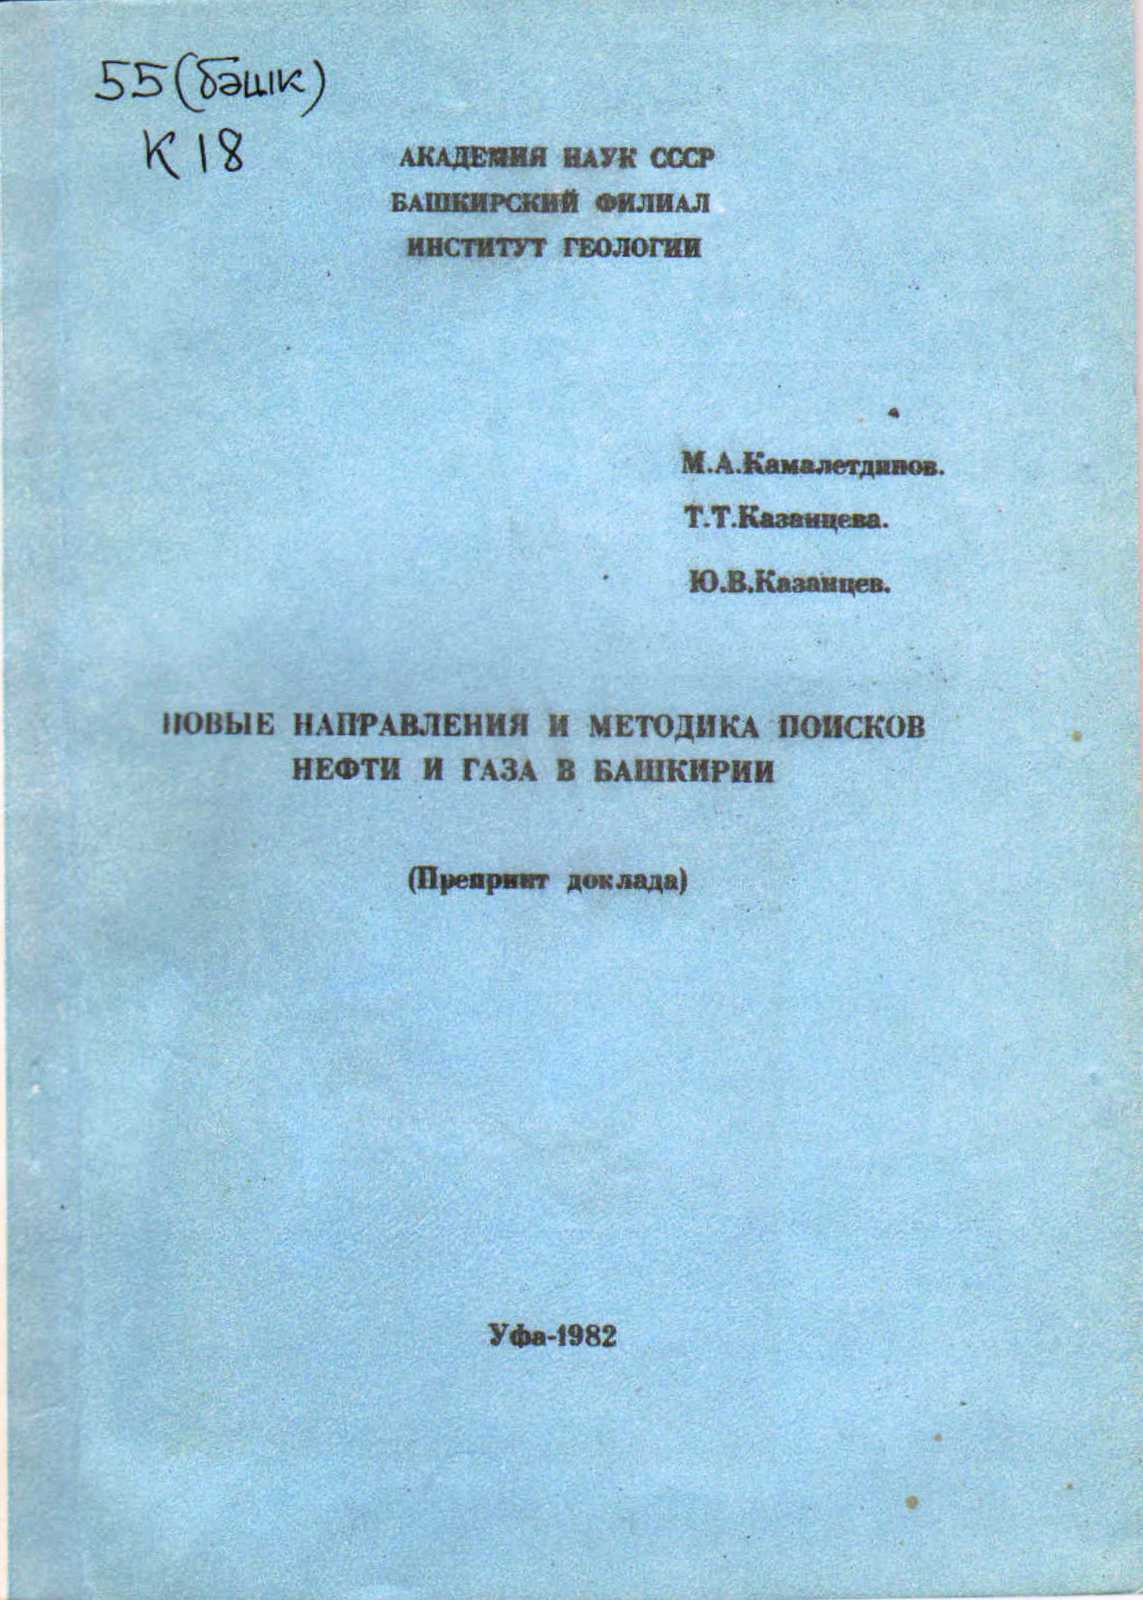 55(башк)
К18
АКАДЕМИЯ НАУК СССР
БАШКИРСКИЙ ФИЛИАЛ
ИНСТИТУТ ГЕОЛОГИИ
М.А.Камалетдинов.
Т.Т.Казанцева.
Ю.В.Казанцев.
НОВЫЕ НАПРАВЛЕНИЯ И МЕТОДИКА ПОИСКОВ
НЕФТИ И ГАЗА В БАШКИРИИ
(Препринт доклада)
Уфа-1982